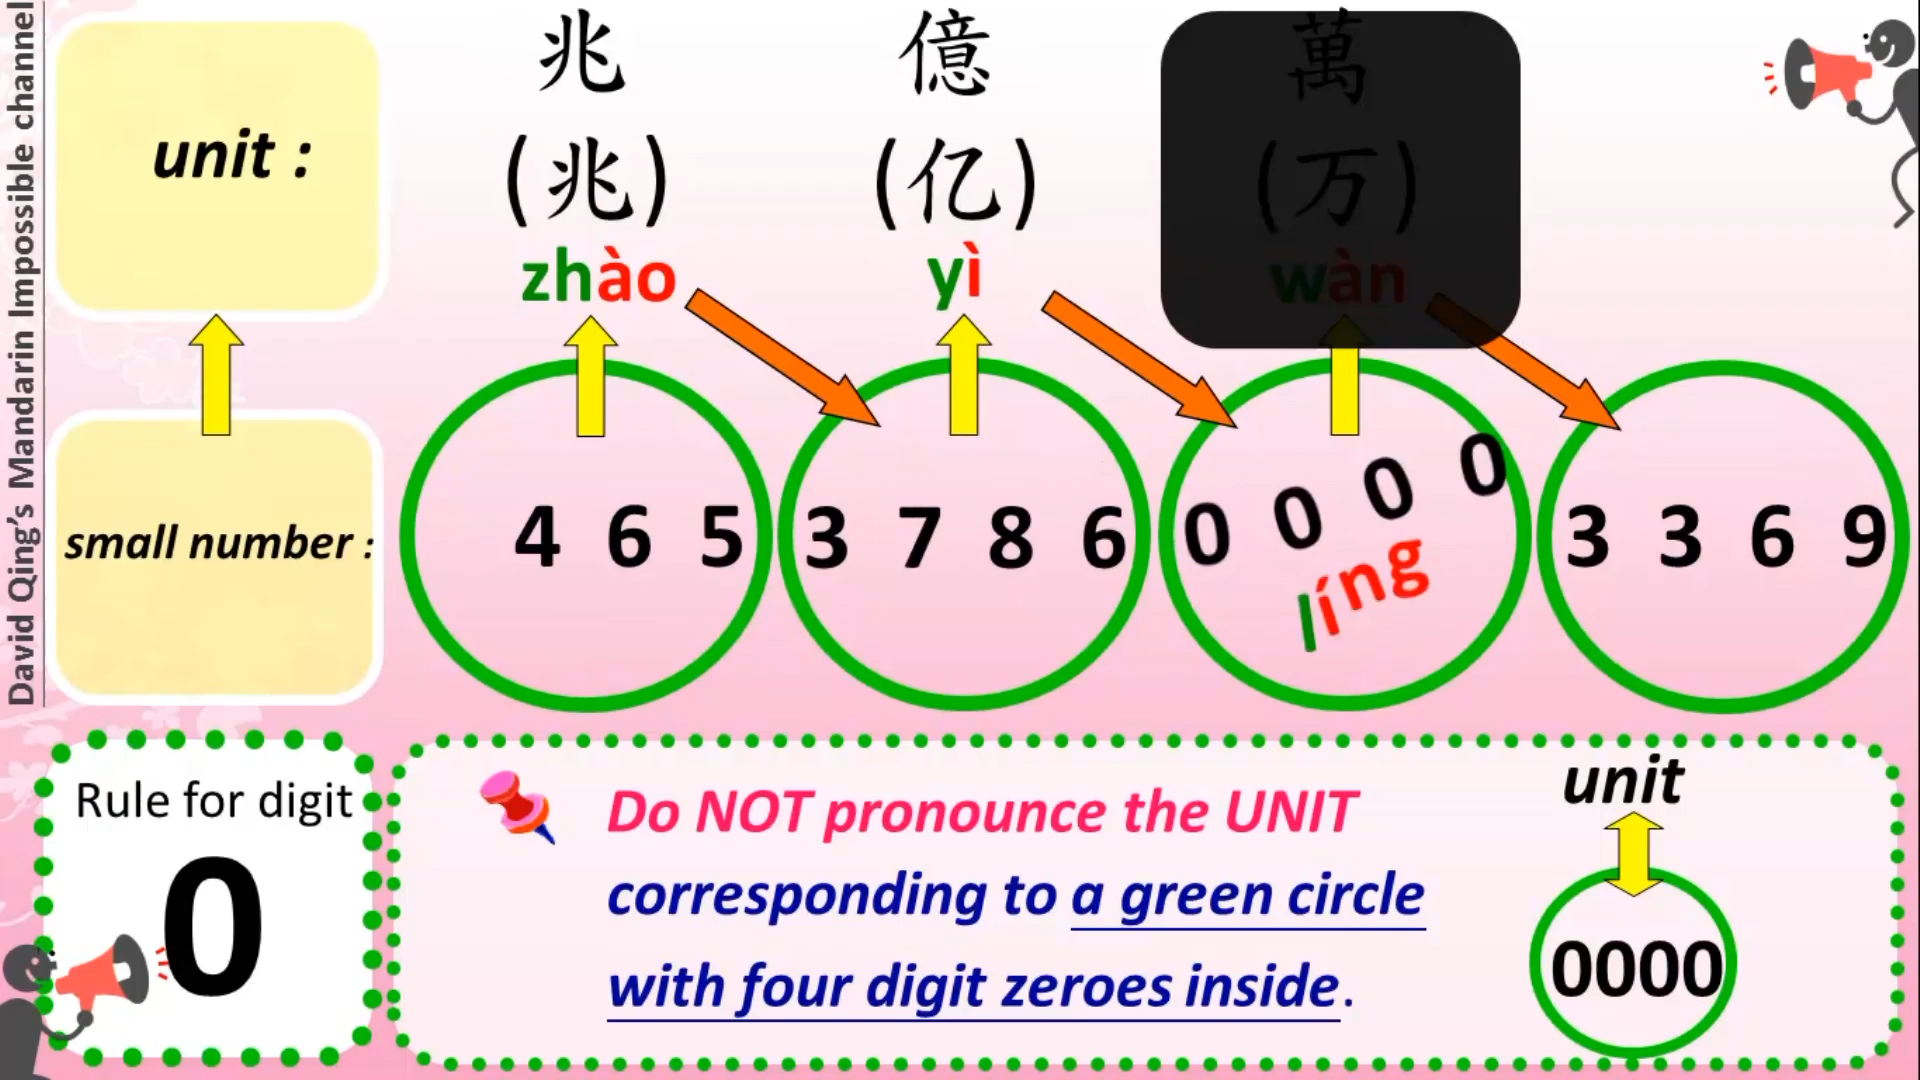 David Qing's Mandarin Impossible channel
unit :
兆 億 萬
(兆) (亿) (万)
zhào yì wàn
small number :
4 6 5 3 7 8 6 0 0 0 0 3 3 6 9
líng
Rule for digit
0
Do NOT pronounce the UNIT
corresponding to a green circle
with four digit zeroes inside.
unit
0000